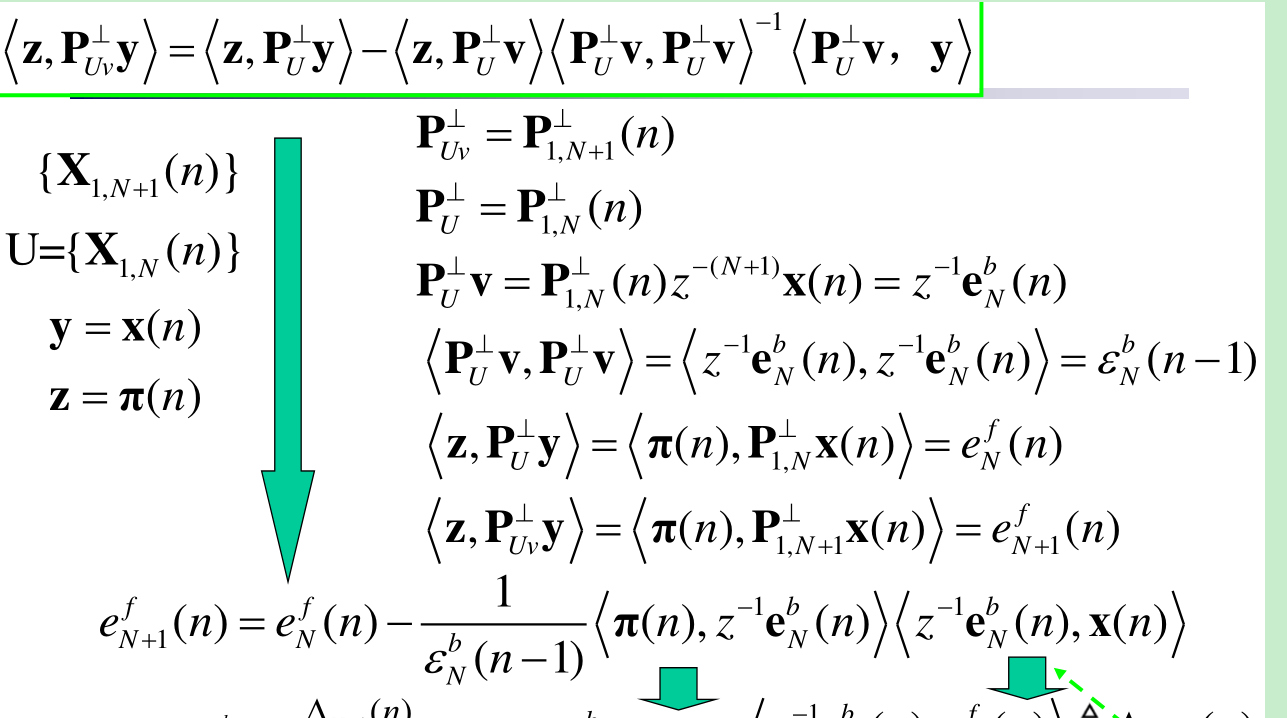 ⟨z, P⊥_{Uv} y⟩ = ⟨z, P⊥_U y⟩ − ⟨z, P⊥_U v⟩⟨P⊥_U v, P⊥_U v⟩^{−1}⟨P⊥_U v， y⟩
{X_{1,N+1}(n)}
U={X_{1,N}(n)}
y = x(n)
z = π(n)
P⊥_{Uv} = P⊥_{1,N+1}(n)
P⊥_U = P⊥_{1,N}(n)
P⊥_U v = P⊥_{1,N}(n)z^{−(N+1)}x(n) = z^{−1}e^b_N(n)
⟨P⊥_U v, P⊥_U v⟩ = ⟨z^{−1}e^b_N(n), z^{−1}e^b_N(n)⟩ = ε^b_N(n−1)
⟨z, P⊥_U y⟩ = ⟨π(n), P⊥_{1,N} x(n)⟩ = e^f_N(n)
⟨z, P⊥_{Uv} y⟩ = ⟨π(n), P⊥_{1,N+1} x(n)⟩ = e^f_{N+1}(n)
e^f_{N+1}(n) = e^f_N(n) − 1/ε^b_N(n−1) ⟨π(n), z^{−1}e^b_N(n)⟩⟨z^{−1}e^b_N(n), x(n)⟩